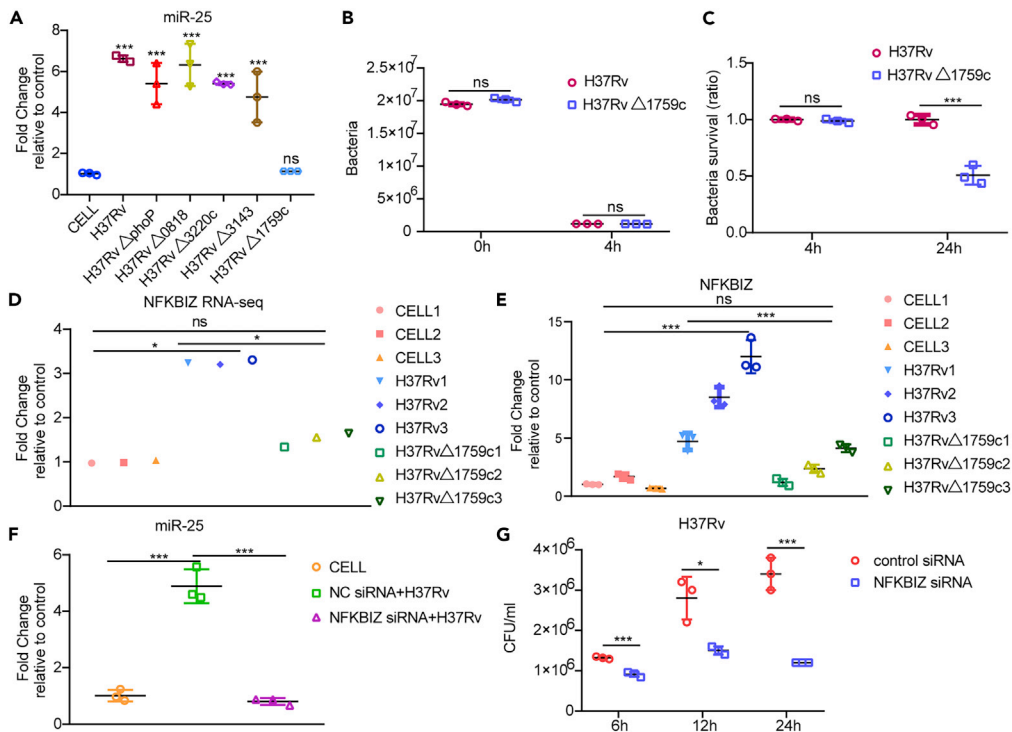 A
miR-25
Fold Change
relative to control
8
6
4
2
0
***
***
***
***
***
ns
CELL
H37Rv
H37Rv △phoP
H37Rv △0818
H37Rv △3220c
H37Rv △3143
H37Rv △1759c
B
Bacteria
2.5×10⁷
2.0×10⁷
1.5×10⁷
1.0×10⁷
5×10⁶
0
ns
ns
0h
4h
H37Rv
H37Rv △1759c
C
Bacteria survival (ratio)
1.5
1.0
0.5
0.0
ns
***
4h
24h
H37Rv
H37Rv △1759c
D
NFKBIZ RNA-seq
Fold Change
relative to control
4
3
2
1
0
ns
*
*
CELL1
CELL2
CELL3
H37Rv1
H37Rv2
H37Rv3
H37Rv△1759c1
H37Rv△1759c2
H37Rv△1759c3
E
NFKBIZ
Fold Change
relative to control
15
10
5
0
ns
***
***
CELL1
CELL2
CELL3
H37Rv1
H37Rv2
H37Rv3
H37Rv△1759c1
H37Rv△1759c2
H37Rv△1759c3
F
miR-25
Fold Change
relative to control
6
4
2
0
***
***
CELL
NC siRNA+H37Rv
NFKBIZ siRNA+H37Rv
G
H37Rv
CFU/ml
4×10⁶
3×10⁶
2×10⁶
1×10⁶
0
***
*
***
6h
12h
24h
control siRNA
NFKBIZ siRNA